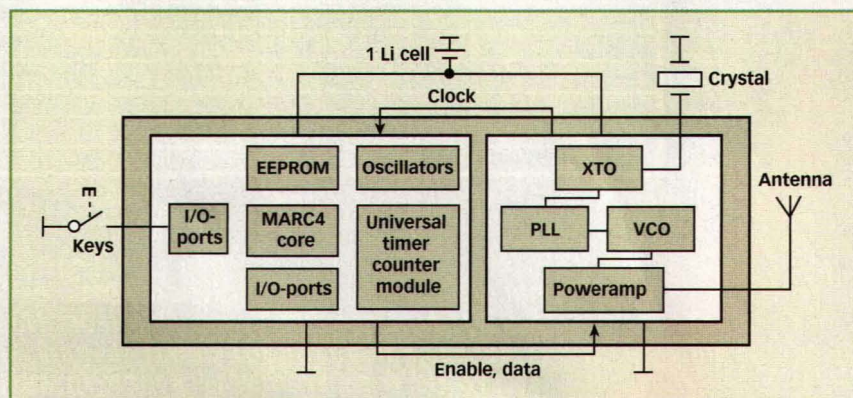 1 Li cell
Crystal
Clock
EEPROM
Oscillators
XTO
Antenna
I/O-
ports
Keys
MARC4
core
Universal
timer
counter
module
PLL
VCO
I/O-ports
Poweramp
Enable, data